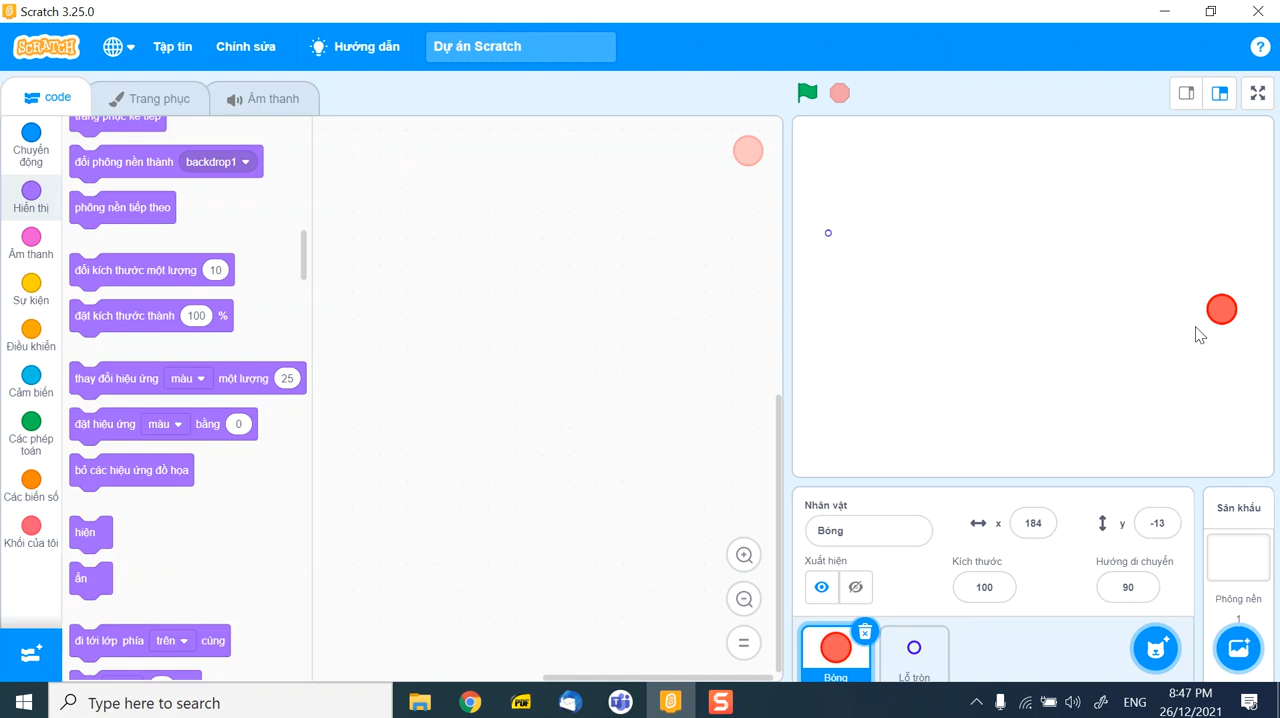 Scratch 3.25.0
SCRATCH
Tập tin
Chỉnh sửa
Hướng dẫn
Dự án Scratch
?
code
Trang phục
Âm thanh
Chuyển động
Hiển thị
Âm thanh
Sự kiện
Điều khiển
Cảm biến
Các phép toán
Các biến số
Khối của tôi
trang phục kế tiếp
đổi phông nền thành backdrop1
phông nền tiếp theo
đổi kích thước một lượng 10
đặt kích thước thành 100 %
thay đổi hiệu ứng màu một lượng 25
đặt hiệu ứng màu bằng 0
bỏ các hiệu ứng đồ họa
hiện
ẩn
đi tới lớp phía trên cùng
Nhân vật
Bóng
x 184
y -13
Xuất hiện
Kích thước
100
Hướng di chuyển
90
Bóng
Lỗ tròn
Sân khấu
Phông nền
1
Type here to search
PDF
S
ENG
8:47 PM
26/12/2021